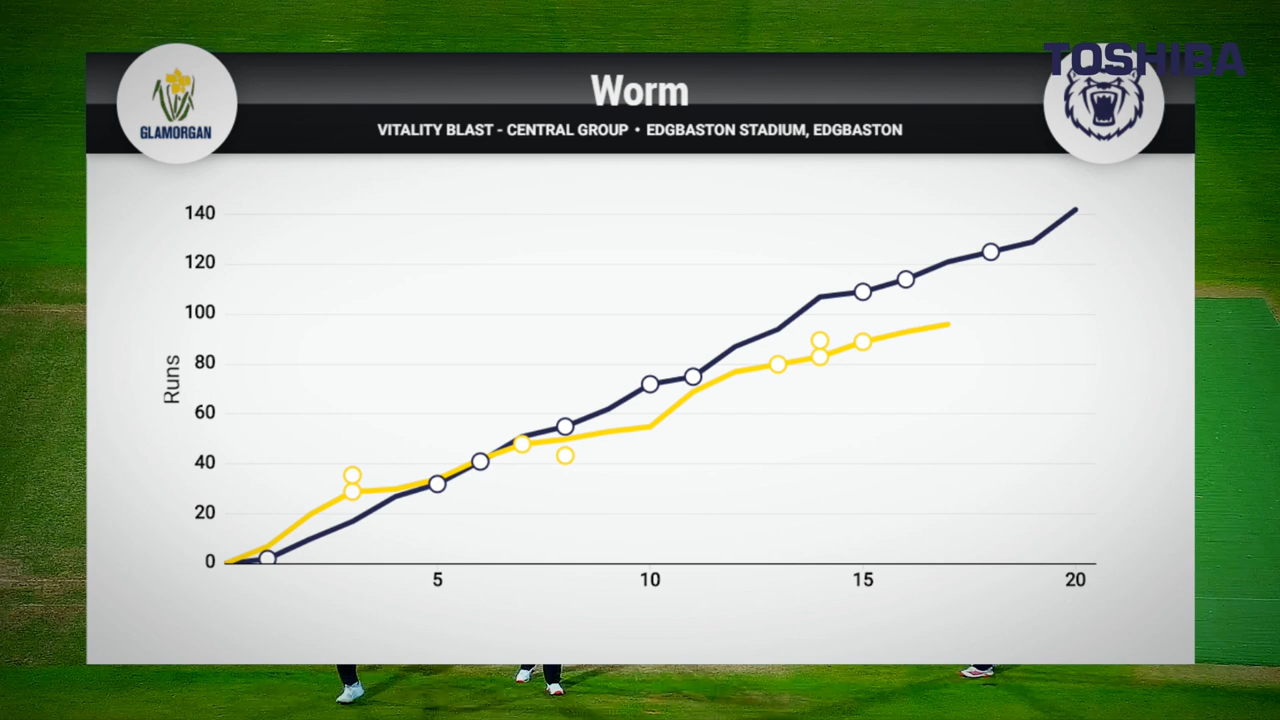 TOSHIBA
Worm
GLAMORGAN
VITALITY BLAST - CENTRAL GROUP • EDGBASTON STADIUM, EDGBASTON
140
120
100
80
60
40
20
0
Runs
5 10 15 20